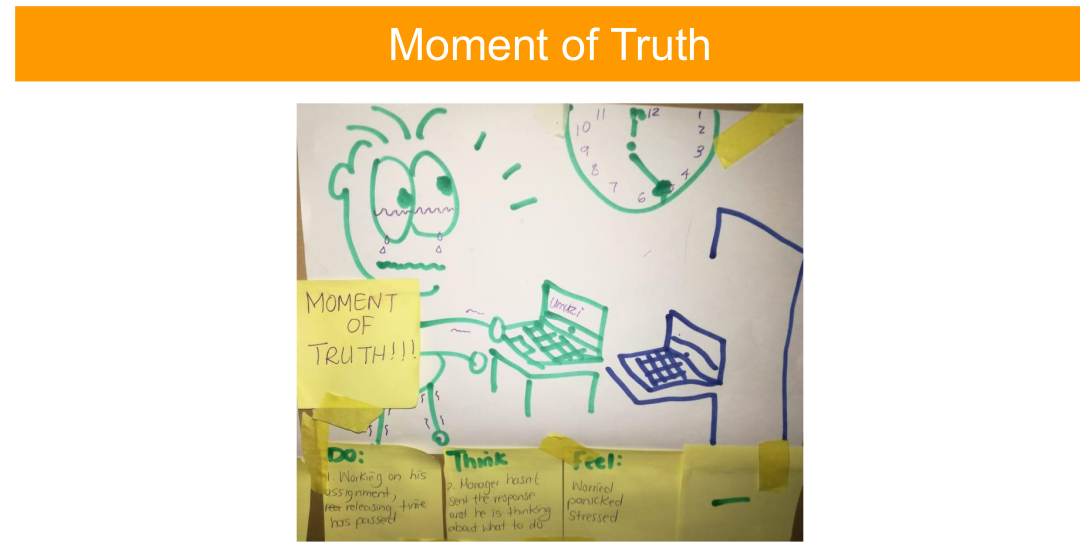 Moment of Truth
11 12 1
10 2
9 3
8 4
7 6
umuzi
MOMENT
OF
TRUTH!!!
DO:
1. Working on his
assignment,
releasing time
has passed
Think
2. Manager hasnt
sent the response
and he is thinking
about what to do
Feel:
Worried
panicked
Stressed